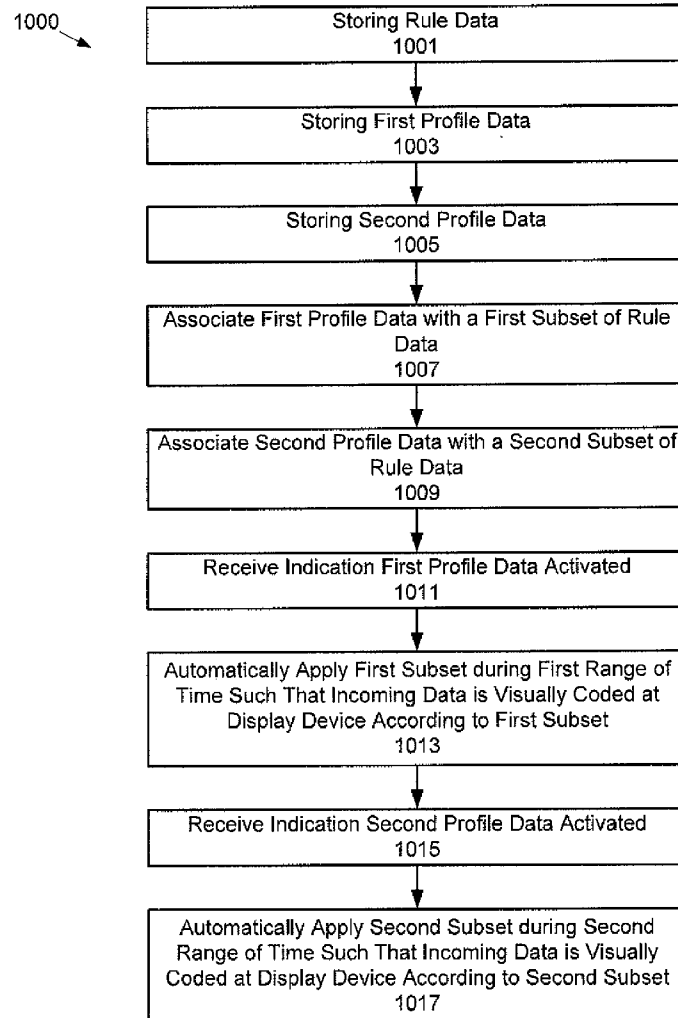 1000
Storing Rule Data
1001
Storing First Profile Data
1003
Storing Second Profile Data
1005
Associate First Profile Data with a First Subset of Rule
Data
1007
Associate Second Profile Data with a Second Subset of
Rule Data
1009
Receive Indication First Profile Data Activated
1011
Automatically Apply First Subset during First Range of
Time Such That Incoming Data is Visually Coded at
Display Device According to First Subset
1013
Receive Indication Second Profile Data Activated
1015
Automatically Apply Second Subset during Second
Range of Time Such That Incoming Data is Visually
Coded at Display Device According to Second Subset
1017